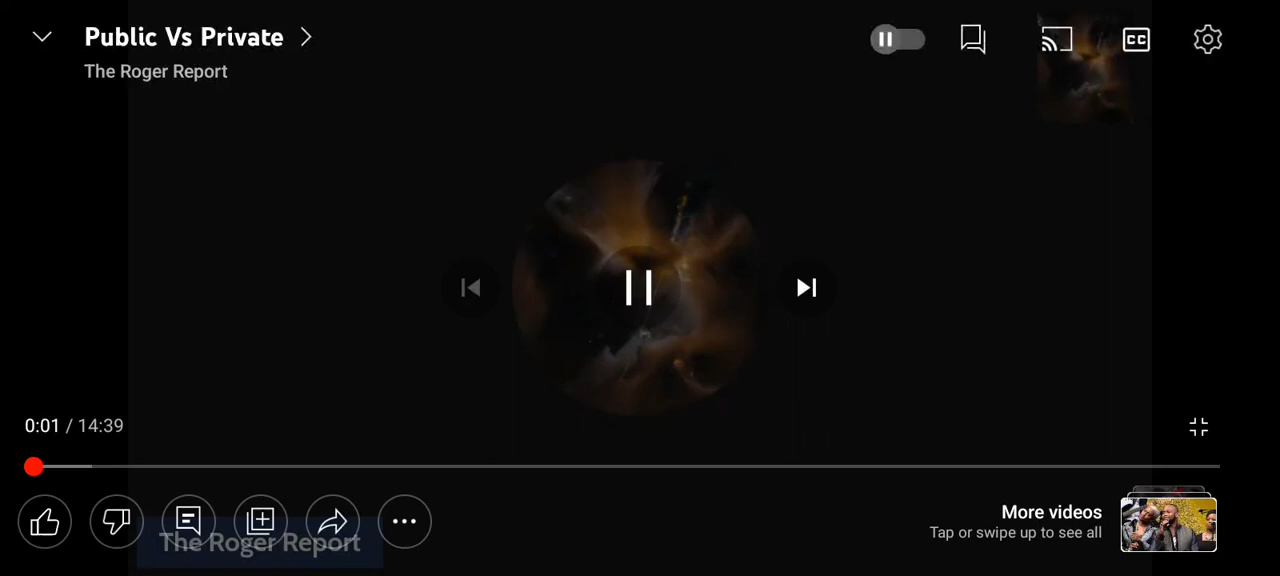 Public Vs Private
The Roger Report
CC
0:01 / 14:39
More videos
Tap or swipe up to see all
The Roger Report